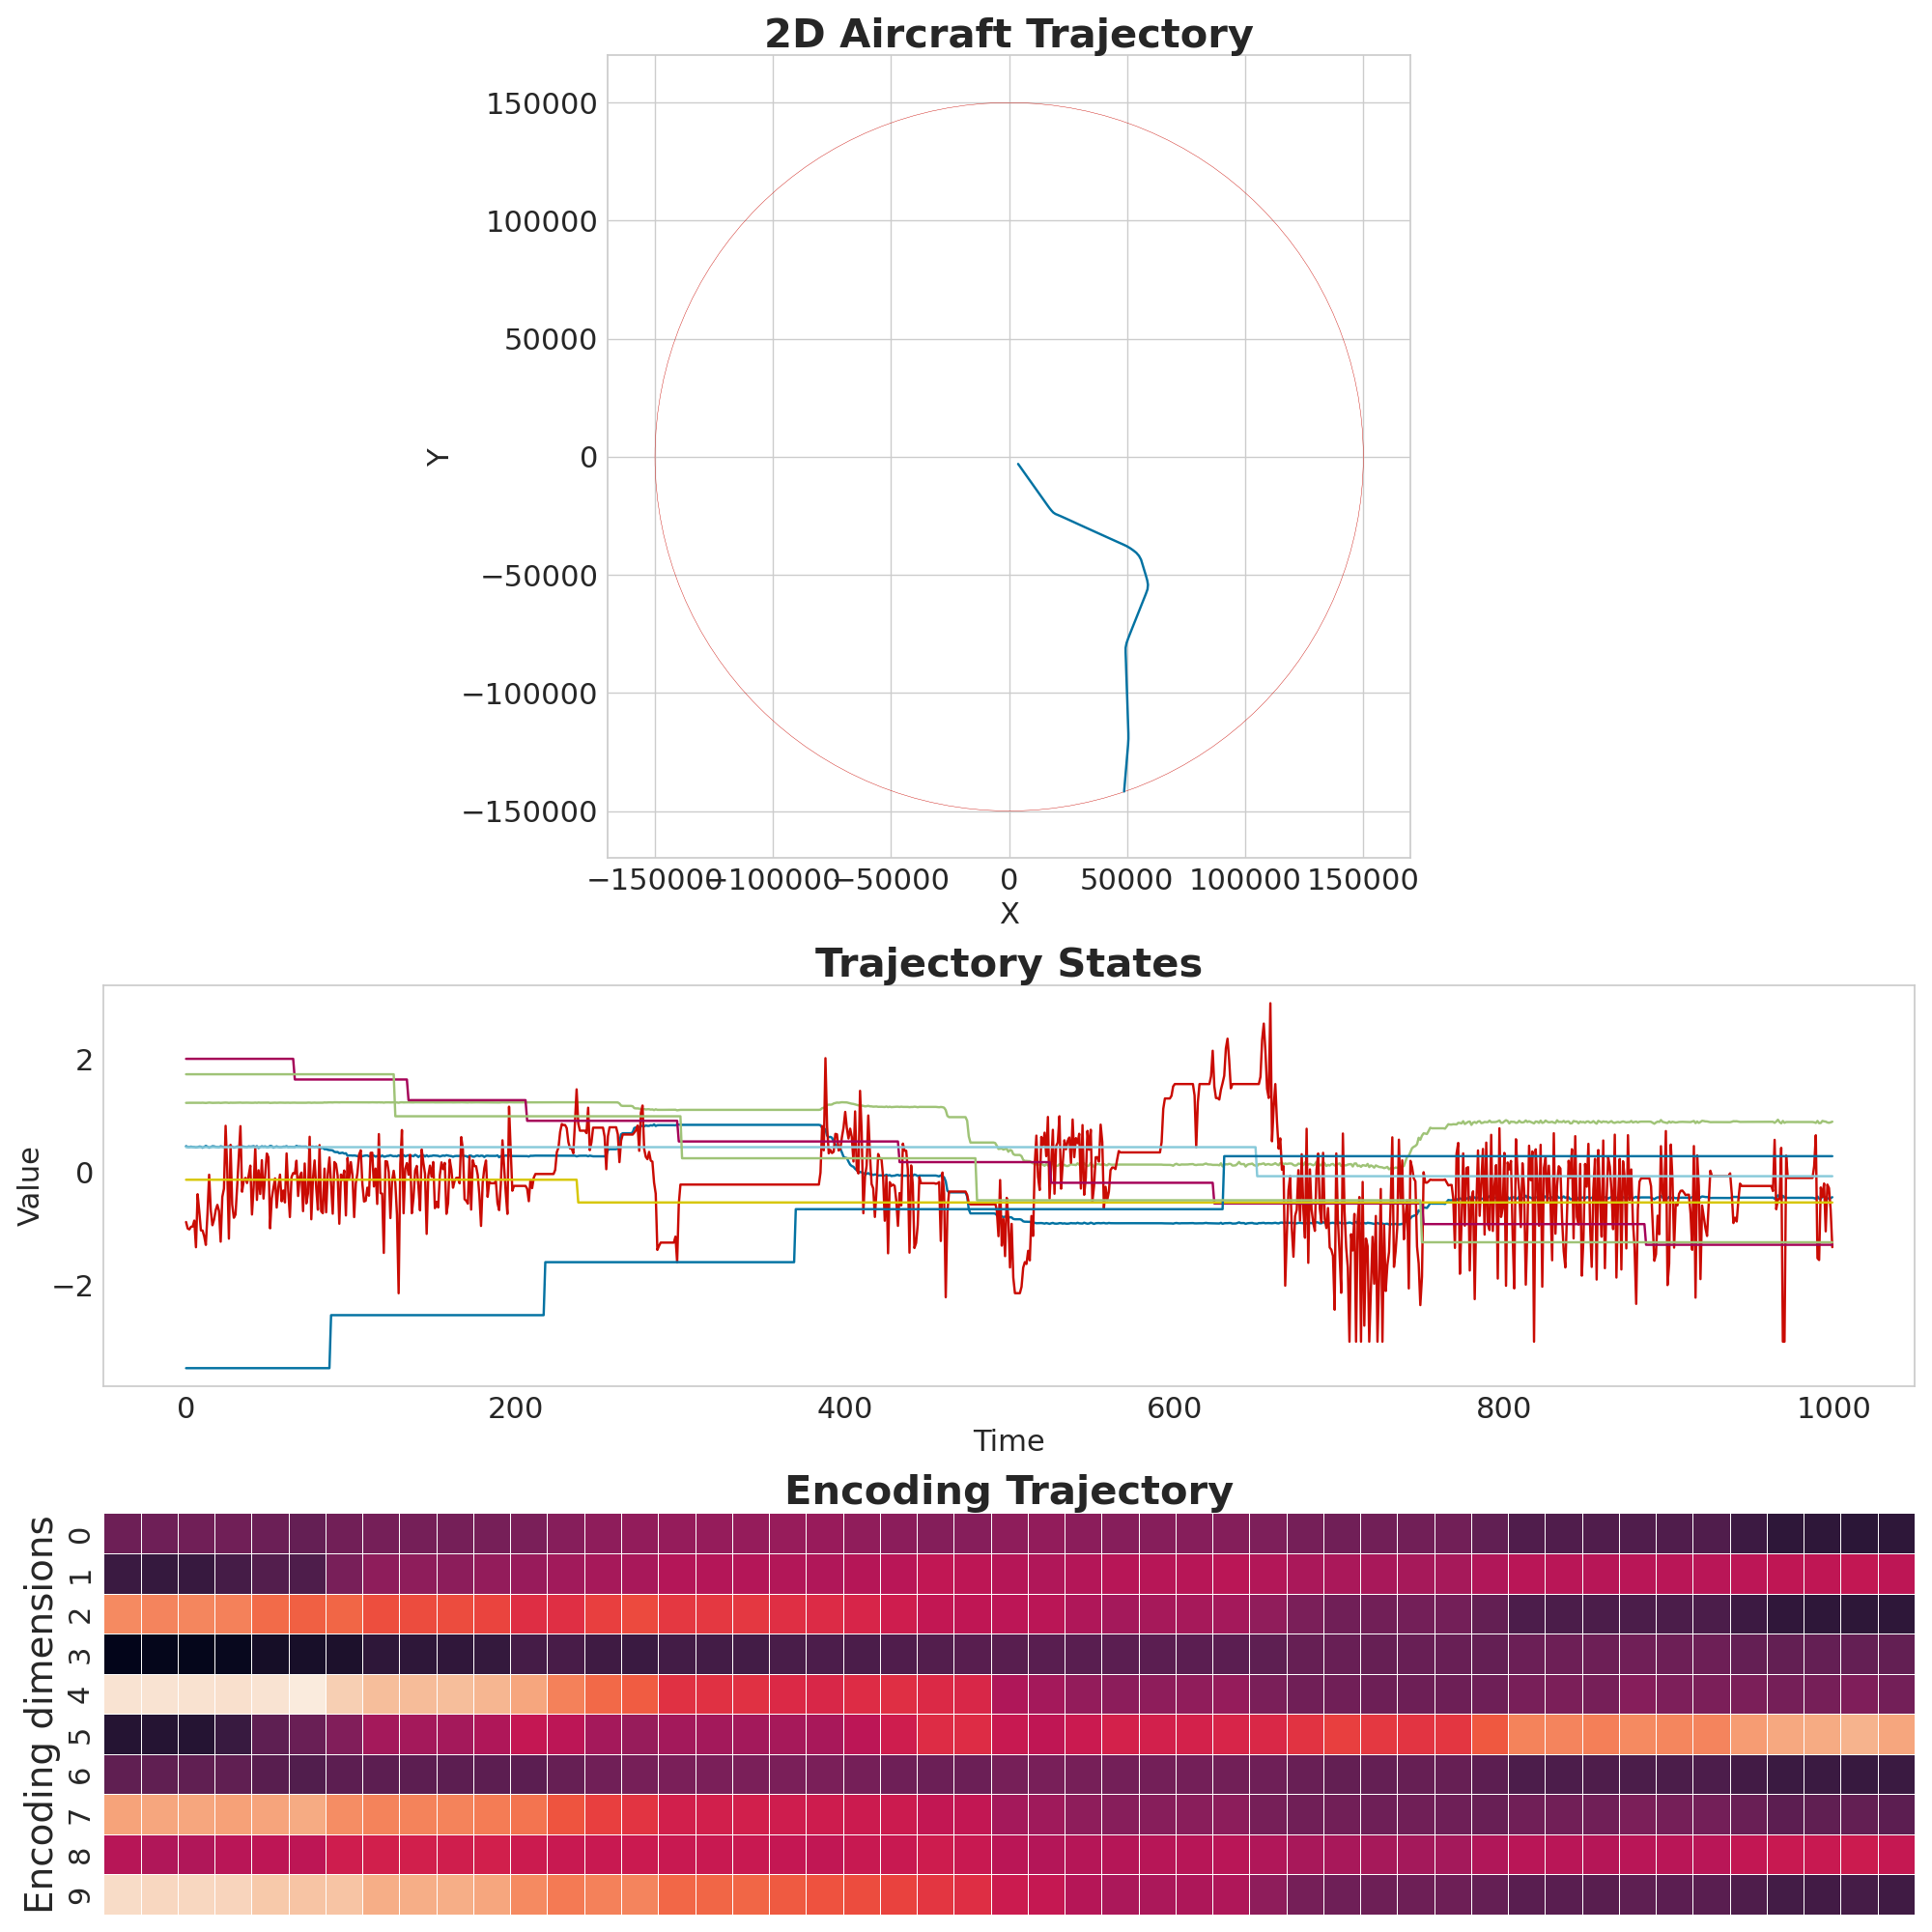 2D Aircraft Trajectory
150000
100000
50000
0
−50000
−100000
−150000
Y
−150000 −100000 −50000 0 50000 100000 150000
X
Trajectory States
2
0
−2
Value
0 200 400 600 800 1000
Time
Encoding Trajectory
Encoding dimensions
0
1
2
3
4
5
6
7
8
9